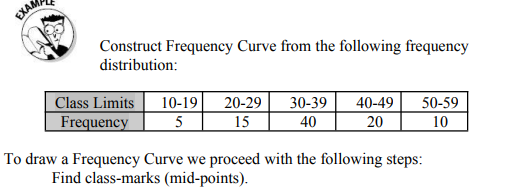 EXAMPLE
Construct Frequency Curve from the following frequency
distribution:
Class Limits 10-19 20-29 30-39 40-49 50-59
Frequency 5 15 40 20 10
To draw a Frequency Curve we proceed with the following steps:
Find class-marks (mid-points).